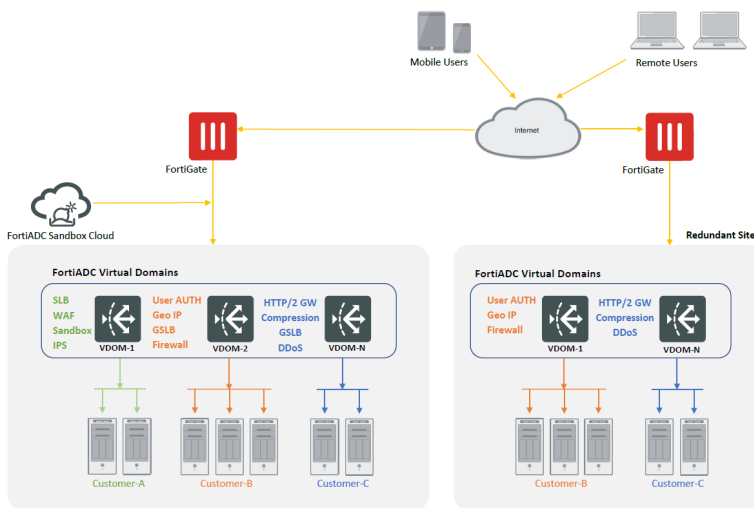 Mobile Users
Remote Users
Internet
FortiGate
FortiGate
FortiADC Sandbox Cloud
Redundant Site
FortiADC Virtual Domains
SLB
WAF
Sandbox
IPS
VDOM-1
User AUTH
Geo IP
GSLB
Firewall
VDOM-2
HTTP/2 GW
Compression
GSLB
DDoS
VDOM-N
Customer-A
Customer-B
Customer-C
FortiADC Virtual Domains
User AUTH
Geo IP
Firewall
VDOM-1
HTTP/2 GW
Compression
DDoS
VDOM-N
Customer-B
Customer-C